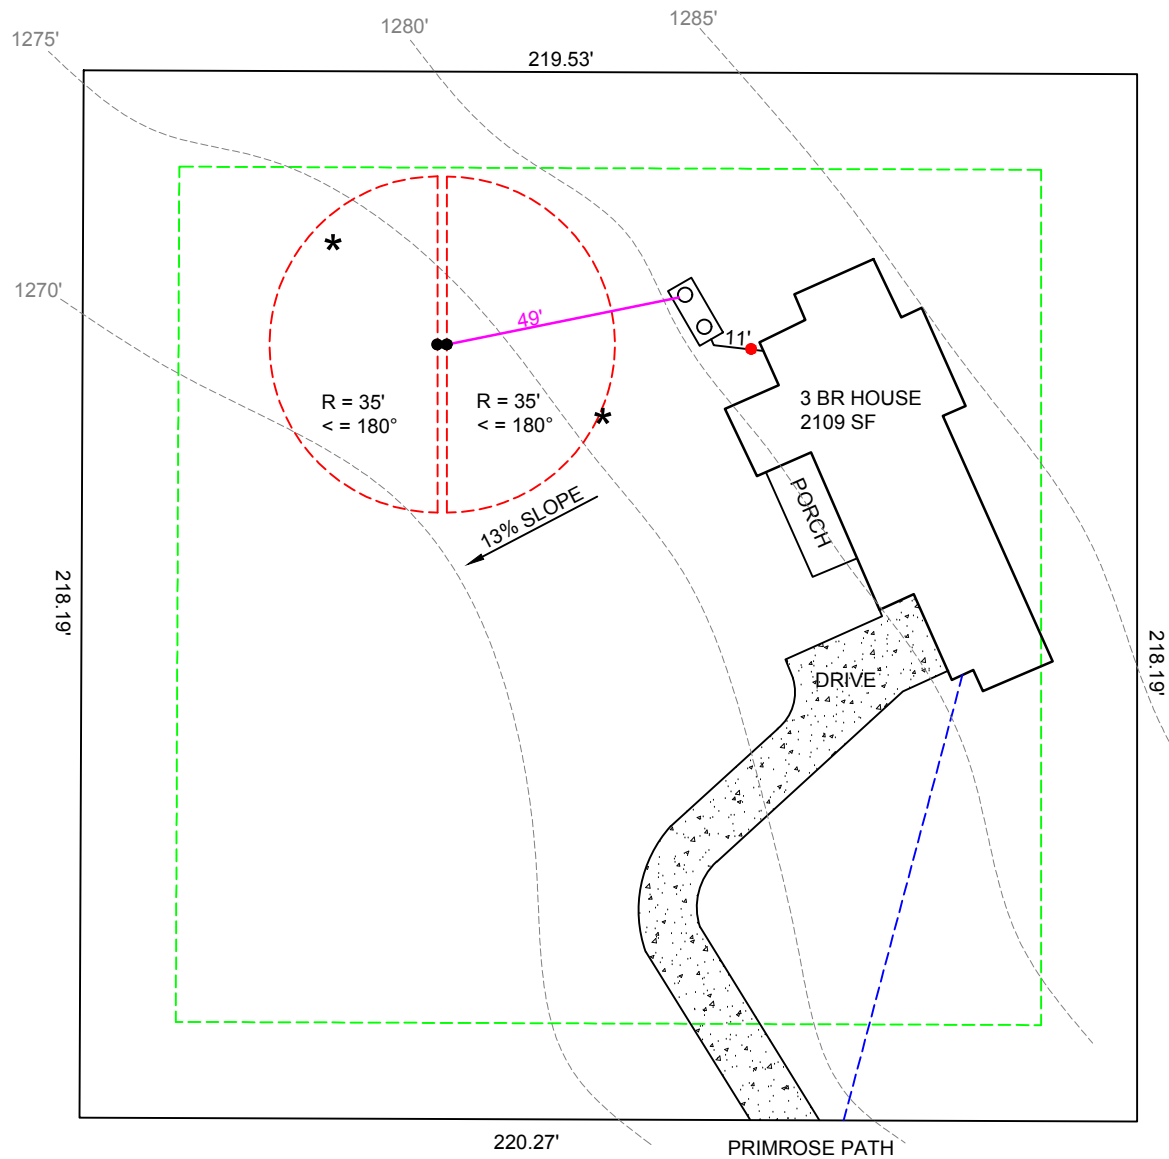 1285'
1280'
1275'
219.53'
1270'
49'
11'
R = 35'
< = 180°
R = 35'
< = 180°
*
*
3 BR HOUSE
2109 SF
PORCH
13% SLOPE
218.19'
218.19'
DRIVE
220.27'
PRIMROSE PATH